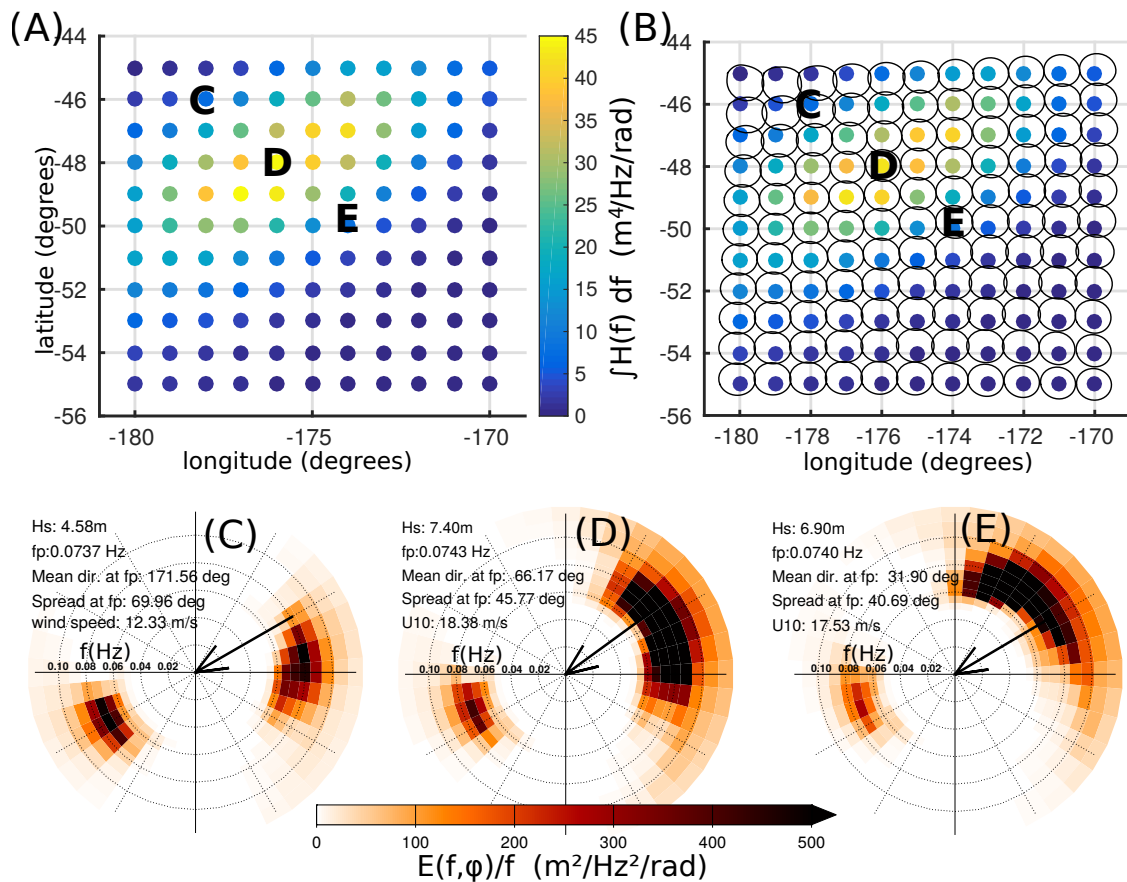 (A)
-44
-46
-48
-50
-52
-54
-56
latitude (degrees)
-180
-175
-170
longitude (degrees)
C
D
E
45
40
35
30
25
20
15
10
5
0
∫H(f) df (m⁴/Hz/rad)
(B)
-44
-46
-48
-50
-52
-54
-56
-180
-178
-176
-174
-172
-170
longitude (degrees)
C
D
E
(C)
Hs: 4.58m
fp:0.0737 Hz
Mean dir. at fp: 171.56 deg
Spread at fp: 69.96 deg
wind speed: 12.33 m/s
f(Hz)
0.10 0.08 0.06 0.04 0.02
(D)
Hs: 7.40m
fp:0.0743 Hz
Mean dir. at fp: 66.17 deg
Spread at fp: 45.77 deg
U10: 18.38 m/s
f(Hz)
0.10 0.08 0.06 0.04 0.02
(E)
Hs: 6.90m
fp:0.0740 Hz
Mean dir. at fp: 31.90 deg
Spread at fp: 40.69 deg
U10: 17.53 m/s
f(Hz)
0.10 0.08 0.06 0.04 0.02
0 100 200 300 400 500
E(f,φ)/f (m²/Hz²/rad)